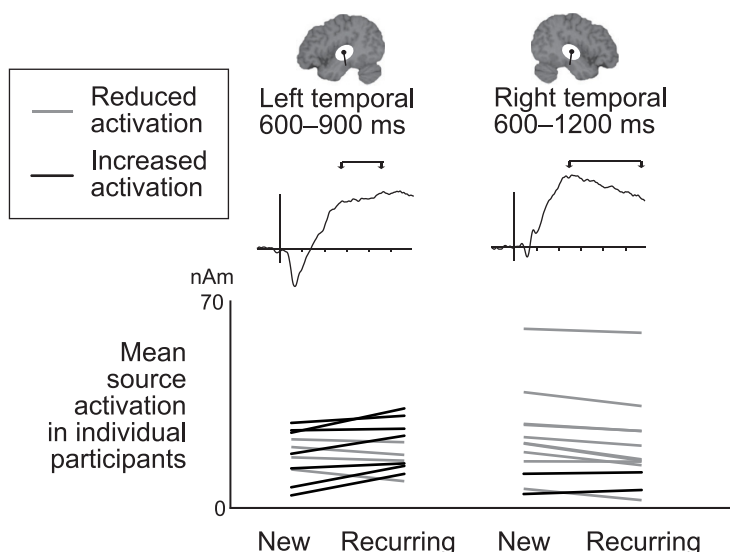 Reduced
activation
Increased
activation
Left temporal
600–900 ms
Right temporal
600–1200 ms
nAm
70
Mean
source
activation
in individual
participants
0
New Recurring New Recurring